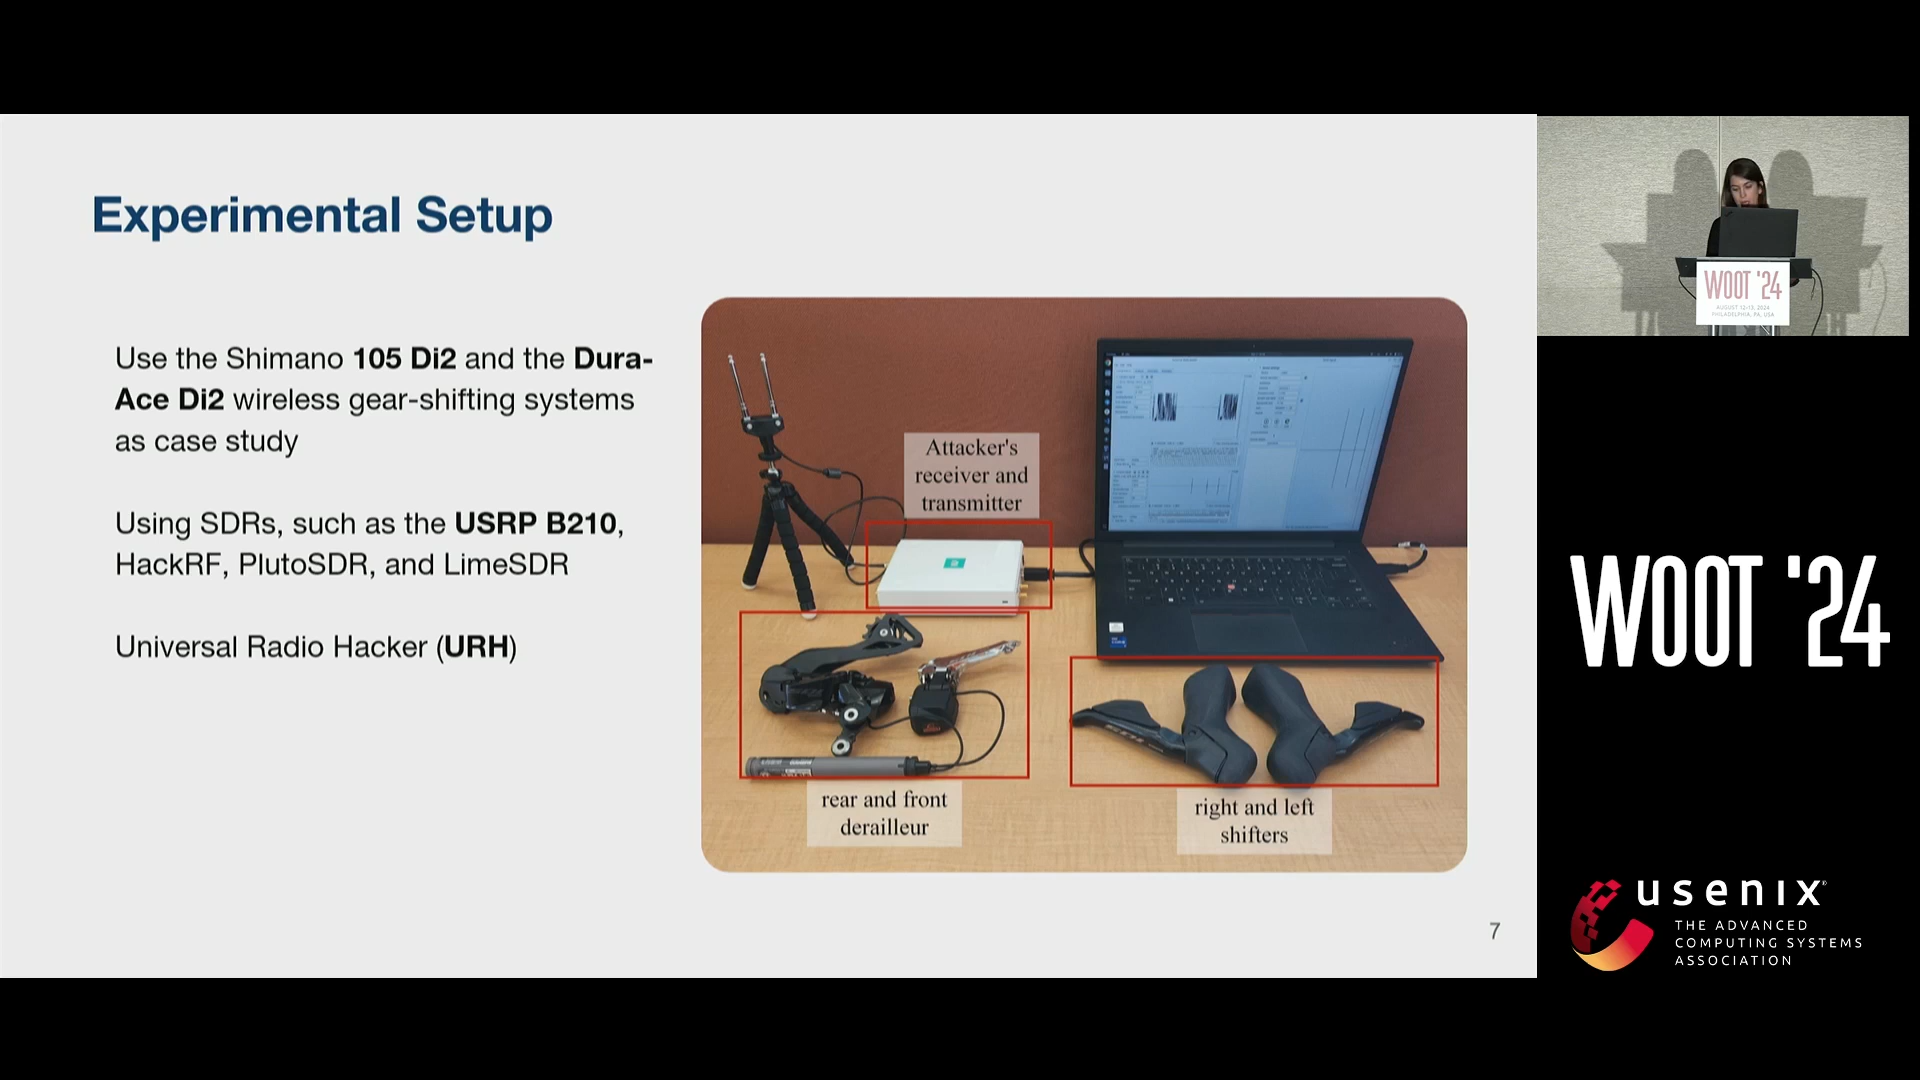 Experimental Setup
Use the Shimano 105 Di2 and the Dura-
Ace Di2 wireless gear-shifting systems
as case study
Using SDRs, such as the USRP B210,
HackRF, PlutoSDR, and LimeSDR
Universal Radio Hacker (URH)
Attacker's
receiver and
transmitter
rear and front
derailleur
right and left
shifters
7
WOOT '24
AUGUST 12-13, 2024
PHILADELPHIA, PA, USA
WOOT '24
usenix
THE ADVANCED
COMPUTING SYSTEMS
ASSOCIATION